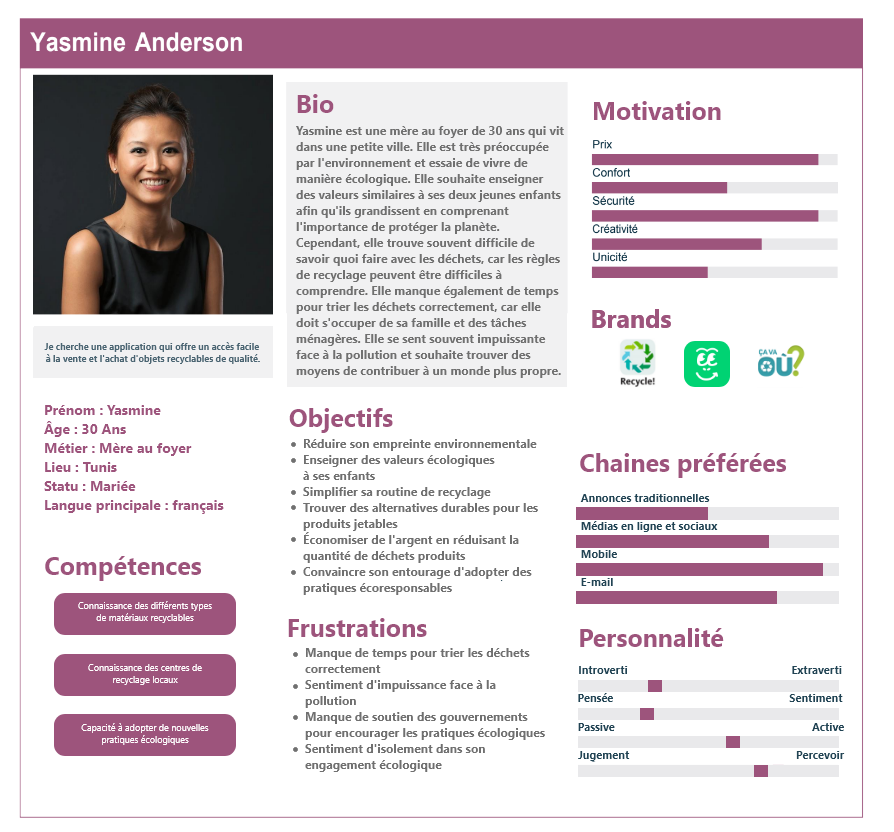 Yasmine Anderson
Je cherche une application qui offre un accès facile
à la vente et l'achat d'objets recyclables de qualité.
Prénom : Yasmine
Âge : 30 Ans
Métier : Mère au foyer
Lieu : Tunis
Statu : Mariée
Langue principale : français
Compétences
Connaissance des différents types
de matériaux recyclables
Connaissance des centres de
recyclage locaux
Capacité à adopter de nouvelles
pratiques écologiques
Bio
Yasmine est une mère au foyer de 30 ans qui vit
dans une petite ville. Elle est très préoccupée
par l'environnement et essaie de vivre de
manière écologique. Elle souhaite enseigner
des valeurs similaires à ses deux jeunes enfants
afin qu'ils grandissent en comprenant
l'importance de protéger la planète.
Cependant, elle trouve souvent difficile de
savoir quoi faire avec les déchets, car les règles
de recyclage peuvent être difficiles à
comprendre. Elle manque également de temps
pour trier les déchets correctement, car elle
doit s'occuper de sa famille et des tâches
ménagères. Elle se sent souvent impuissante
face à la pollution et souhaite trouver des
moyens de contribuer à un monde plus propre.
Objectifs
• Réduire son empreinte environnementale
• Enseigner des valeurs écologiques
à ses enfants
• Simplifier sa routine de recyclage
• Trouver des alternatives durables pour les
produits jetables
• Économiser de l'argent en réduisant la
quantité de déchets produits
• Convaincre son entourage d'adopter des
pratiques écoresponsables
Frustrations
• Manque de temps pour trier les déchets
correctement
• Sentiment d'impuissance face à la
pollution
• Manque de soutien des gouvernements
pour encourager les pratiques écologiques
• Sentiment d'isolement dans son
engagement écologique
Motivation
Prix
Confort
Sécurité
Créativité
Unicité
Brands
Recycle!
ÇA VA
OÙ?
Chaines préférées
Annonces traditionnelles
Médias en ligne et sociaux
Mobile
E-mail
Personnalité
Introverti Extraverti
Pensée Sentiment
Passive Active
Jugement Percevoir